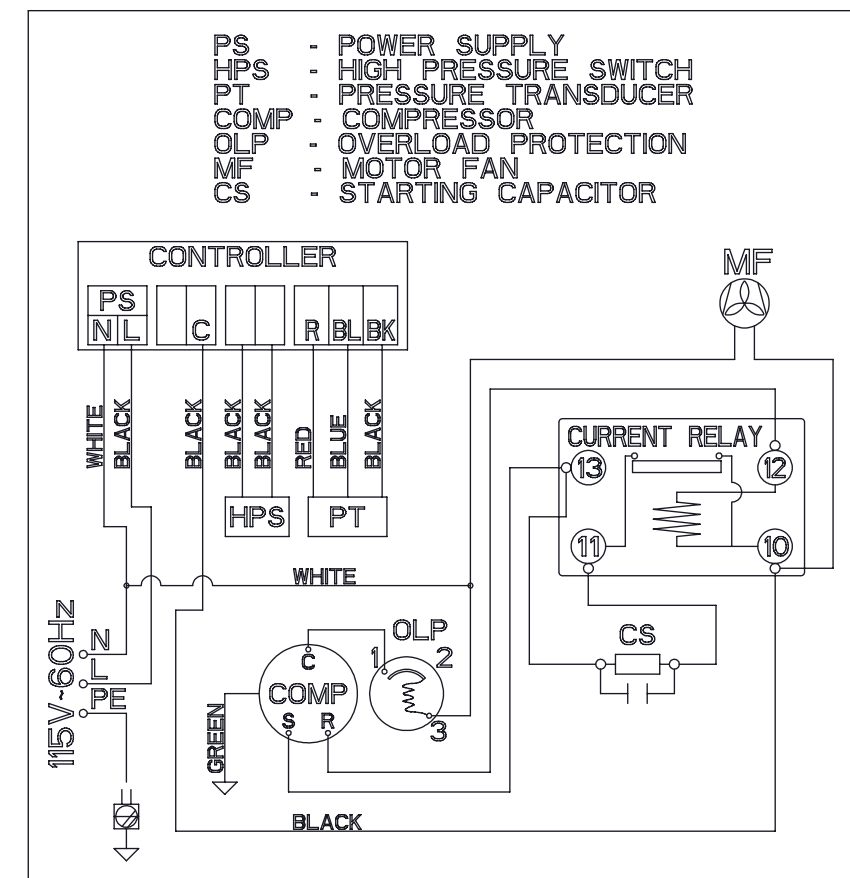 PS - POWER SUPPLY
HPS - HIGH PRESSURE SWITCH
PT - PRESSURE TRANSDUCER
COMP - COMPRESSOR
OLP - OVERLOAD PROTECTION
MF - MOTOR FAN
CS - STARTING CAPACITOR
CONTROLLER
MF
PS
N L C R BL BK
WHITE BLACK BLACK BLACK BLACK RED BLUE BLACK
CURRENT RELAY
13 12
HPS PT
11 10
WHITE
115V~60Hz
N
L
PE
OLP
CS
C
1 2
COMP
S R
3
GREEN
BLACK